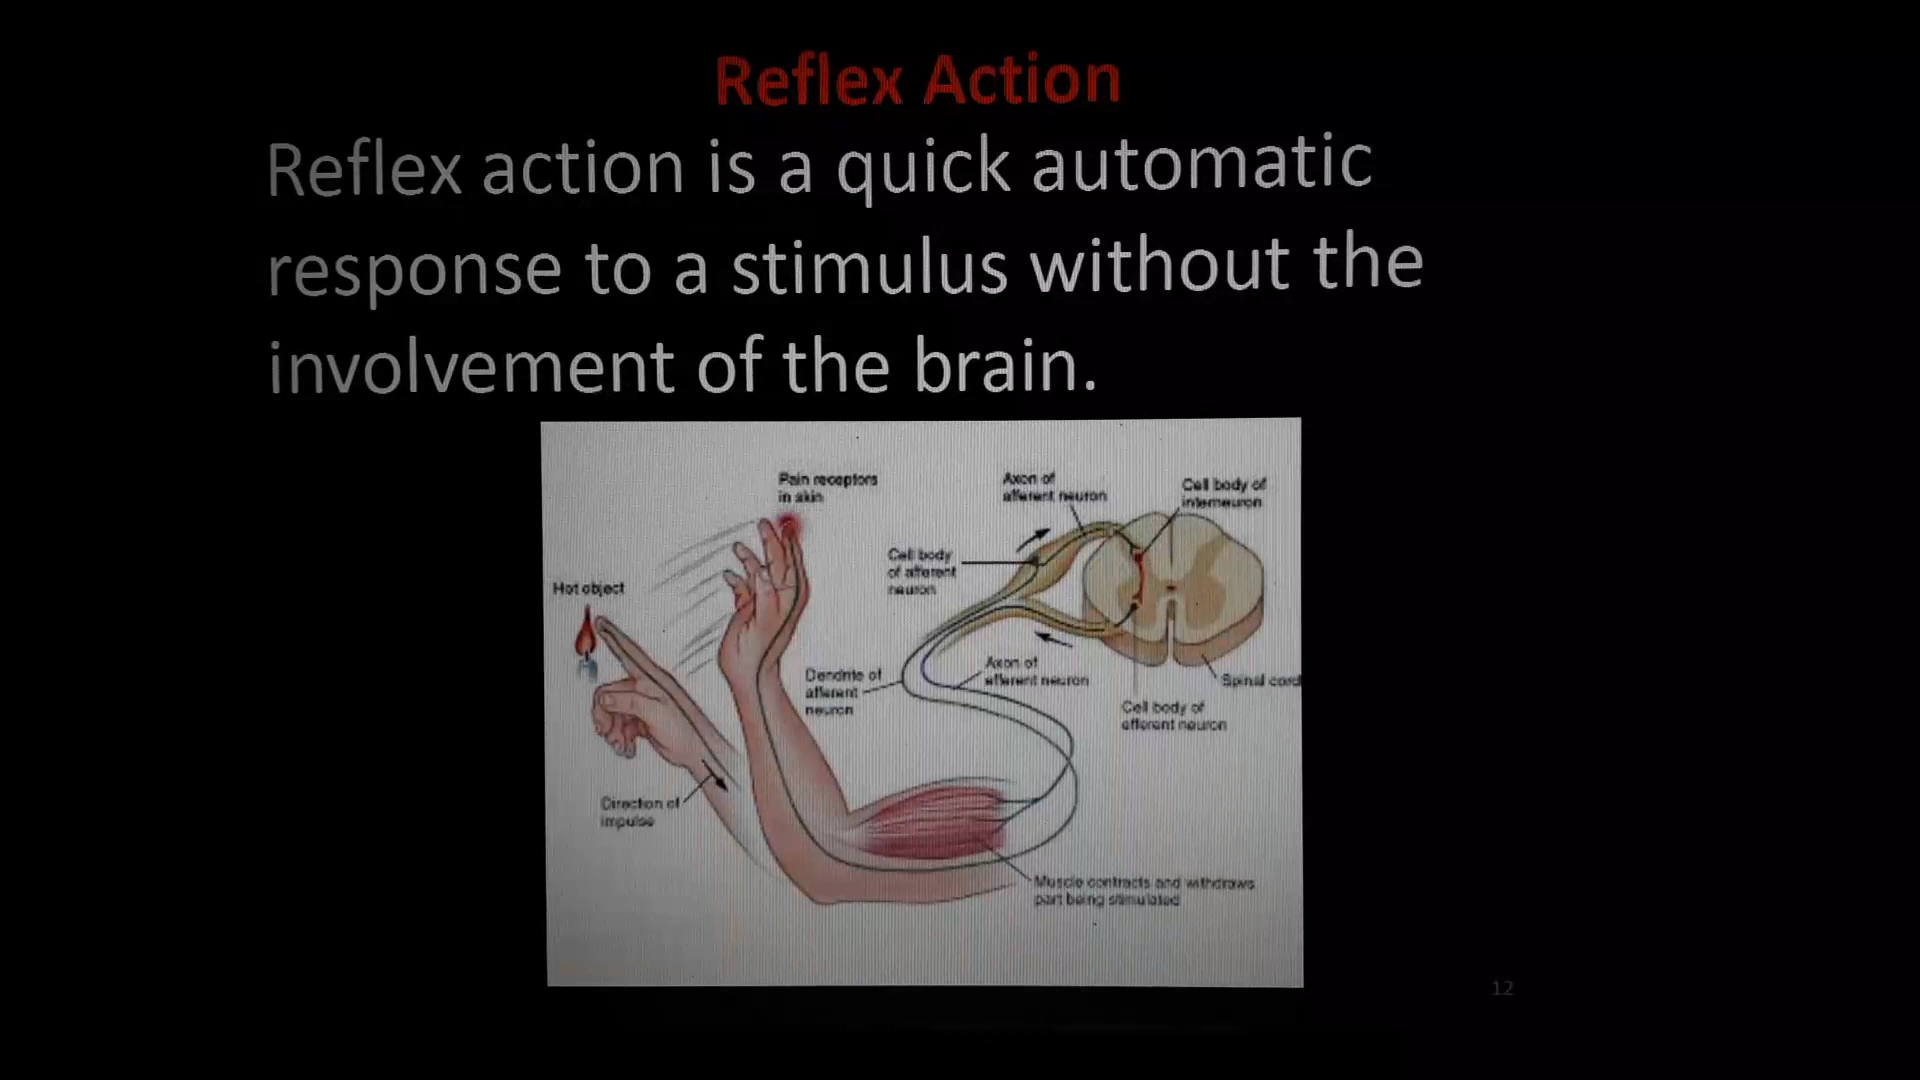 Reflex Action
Reflex action is a quick automatic
response to a stimulus without the
involvement of the brain.
Pain receptors
in skin
Axon of
afferent neuron
Cell body of
interneuron
Cell body
of afferent
neuron
Hot object
Dendrite of
afferent
neuron
Axon of
efferent neuron
Spinal cord
Cell body of
efferent neuron
Direction of
impulse
Muscle contracts and withdraws
part being stimulated
12